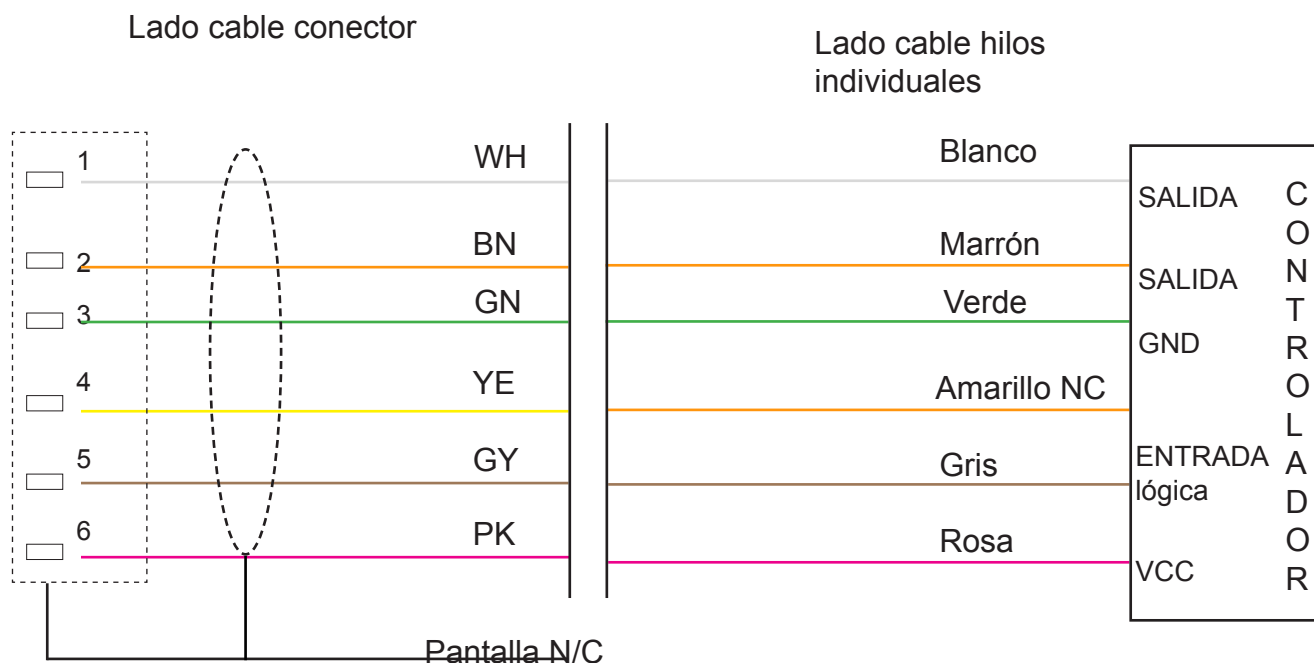 Lado cable conector
Lado cable hilos
individuales
1
WH
Blanco
SALIDA
2
BN
Marrón
SALIDA
3
GN
Verde
GND
4
YE
Amarillo NC
5
GY
Gris
ENTRADA
lógica
6
PK
Rosa
VCC
CONTROLADOR
Pantalla N/C